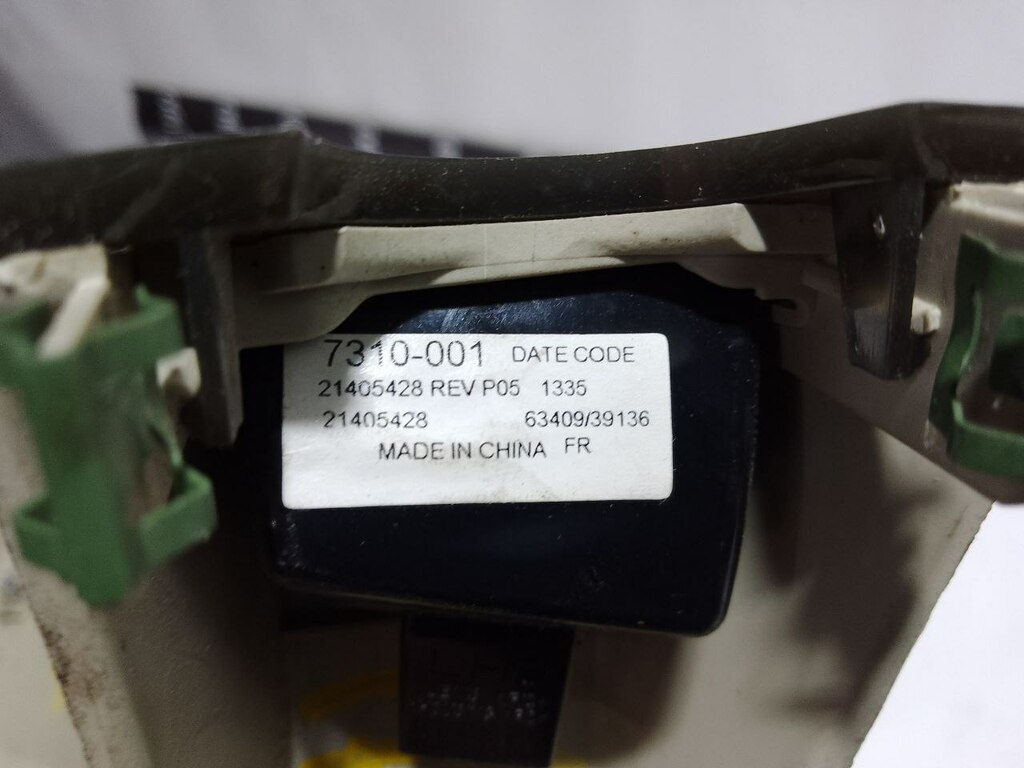 7310-001 DATE CODE
21405428 REV P05 1335
21405428 63409/39136
MADE IN CHINA FR